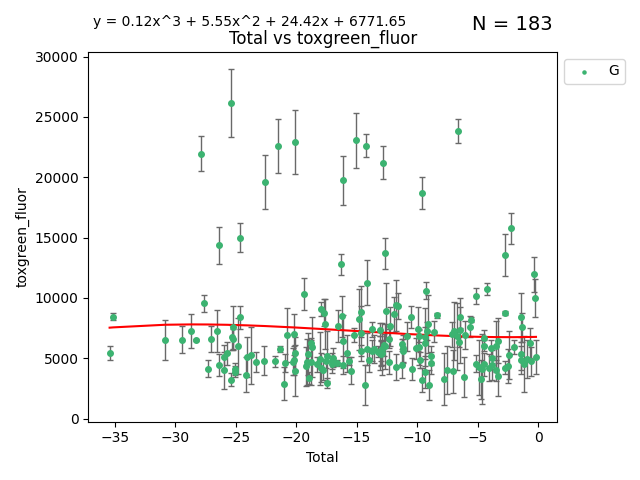 y = 0.12x^3 + 5.55x^2 + 24.42x + 6771.65
N = 183
Total vs toxgreen_fluor
G
30000
25000
20000
15000
10000
5000
0
toxgreen_fluor
−35 −30 −25 −20 −15 −10 −5 0
Total